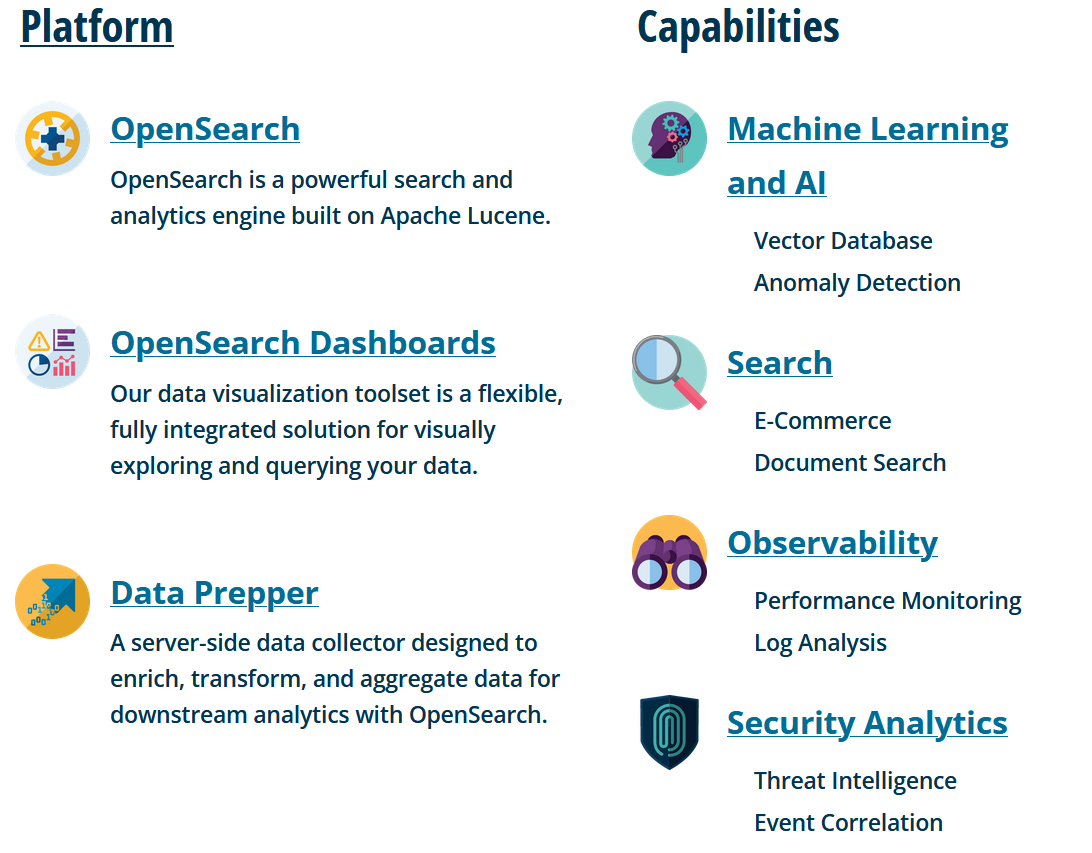 Platform
OpenSearch
OpenSearch is a powerful search and
analytics engine built on Apache Lucene.
OpenSearch Dashboards
Our data visualization toolset is a flexible,
fully integrated solution for visually
exploring and querying your data.
Data Prepper
A server-side data collector designed to
enrich, transform, and aggregate data for
downstream analytics with OpenSearch.
Capabilities
Machine Learning
and AI
Vector Database
Anomaly Detection
Search
E-Commerce
Document Search
Observability
Performance Monitoring
Log Analysis
Security Analytics
Threat Intelligence
Event Correlation